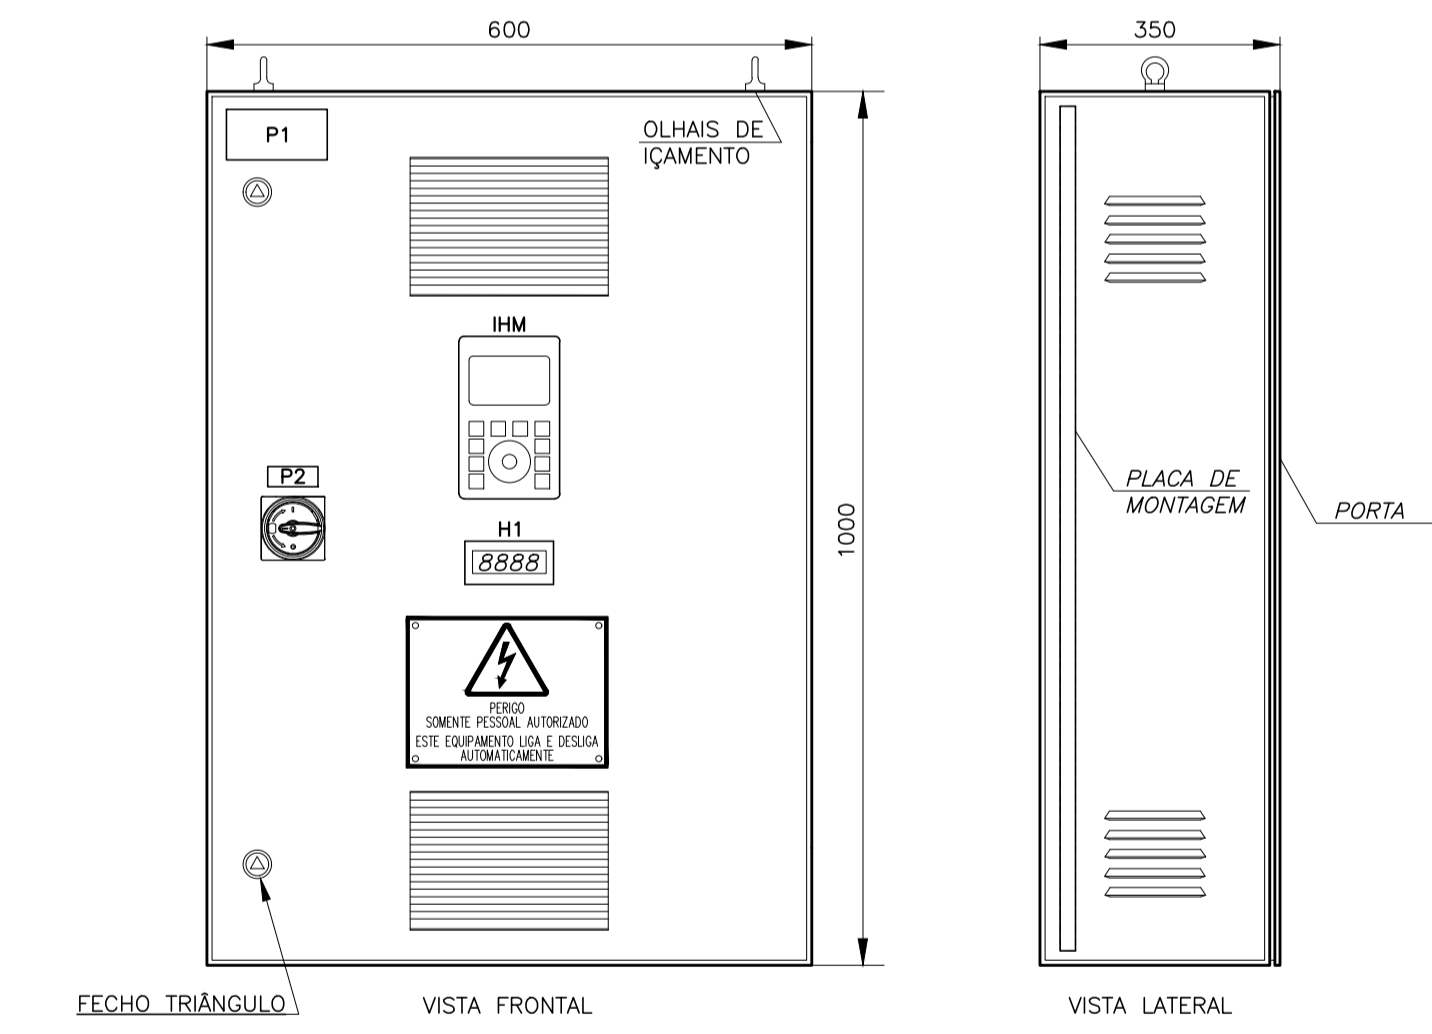 600
350
P1
OLHAIS DE
IÇAMENTO
IHM
P2
PLACA DE
MONTAGEM
PORTA
1000
H1
8888
PERIGO
SOMENTE PESSOAL AUTORIZADO
ESTE EQUIPAMENTO LIGA E DESLIGA
AUTOMATICAMENTE
FECHO TRIÂNGULO
VISTA FRONTAL
VISTA LATERAL